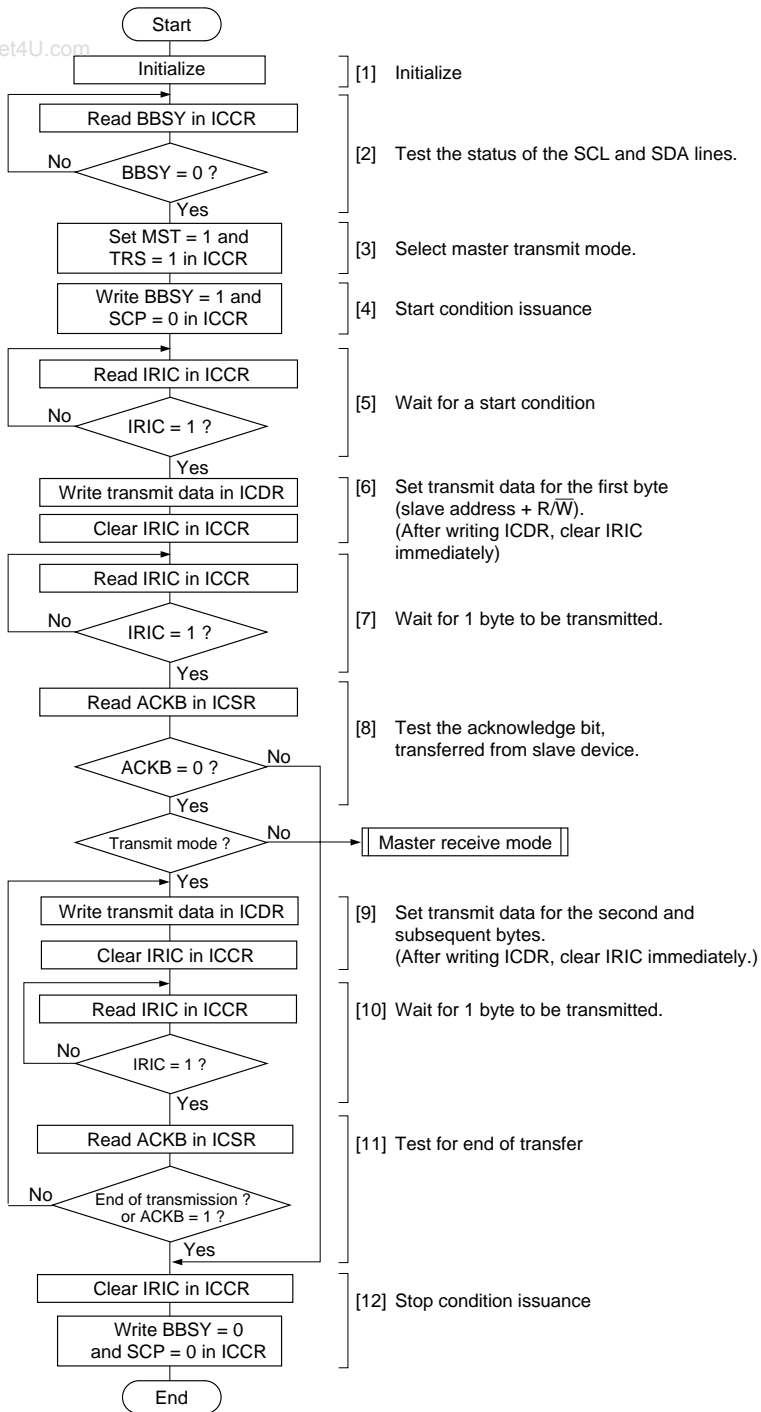 Start
et4U.com
Initialize
[1] Initialize
Read BBSY in ICCR
No
BBSY = 0 ?
[2] Test the status of the SCL and SDA lines.
Yes
Set MST = 1 and
TRS = 1 in ICCR
[3] Select master transmit mode.
Write BBSY = 1 and
SCP = 0 in ICCR
[4] Start condition issuance
Read IRIC in ICCR
No
IRIC = 1 ?
[5] Wait for a start condition
Yes
Write transmit data in ICDR
Clear IRIC in ICCR
[6] Set transmit data for the first byte
(slave address + R/W̅).
(After writing ICDR, clear IRIC
immediately)
Read IRIC in ICCR
No
IRIC = 1 ?
[7] Wait for 1 byte to be transmitted.
Yes
Read ACKB in ICSR
[8] Test the acknowledge bit,
transferred from slave device.
ACKB = 0 ?
No
Yes
Transmit mode ?
No
Master receive mode
Yes
Write transmit data in ICDR
Clear IRIC in ICCR
[9] Set transmit data for the second and
subsequent bytes.
(After writing ICDR, clear IRIC immediately.)
Read IRIC in ICCR
[10] Wait for 1 byte to be transmitted.
No
IRIC = 1 ?
Yes
Read ACKB in ICSR
[11] Test for end of transfer
No
End of transmission ?
or ACKB = 1 ?
Yes
Clear IRIC in ICCR
[12] Stop condition issuance
Write BBSY = 0
and SCP = 0 in ICCR
End